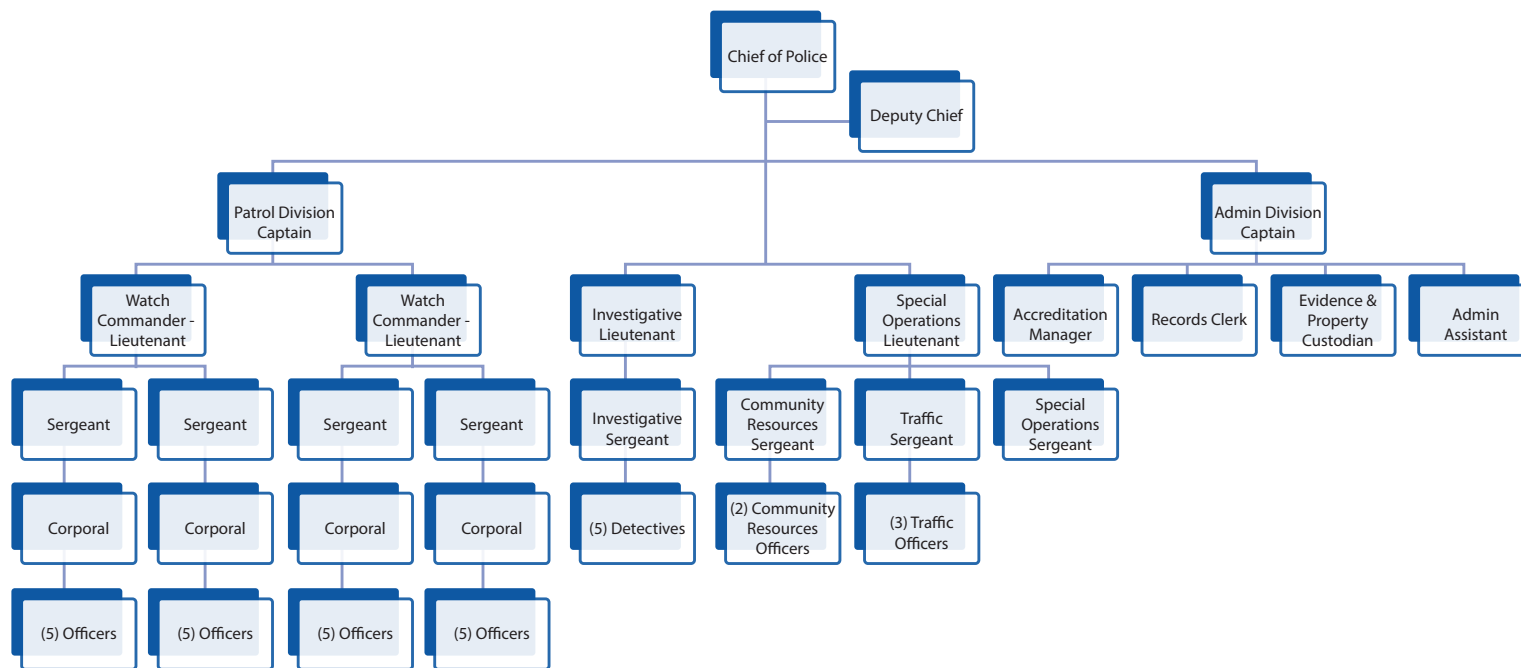 Chief of Police
Deputy Chief
Patrol Division
Captain
Admin Division
Captain
Watch
Commander -
Lieutenant
Watch
Commander -
Lieutenant
Investigative
Lieutenant
Special
Operations
Lieutenant
Accreditation
Manager
Records Clerk
Evidence &
Property
Custodian
Admin
Assistant
Sergeant
Sergeant
Sergeant
Sergeant
Investigative
Sergeant
Community
Resources
Sergeant
Traffic
Sergeant
Special
Operations
Sergeant
Corporal
Corporal
Corporal
Corporal
(5) Detectives
(2) Community
Resources
Officers
(3) Traffic
Officers
(5) Officers
(5) Officers
(5) Officers
(5) Officers